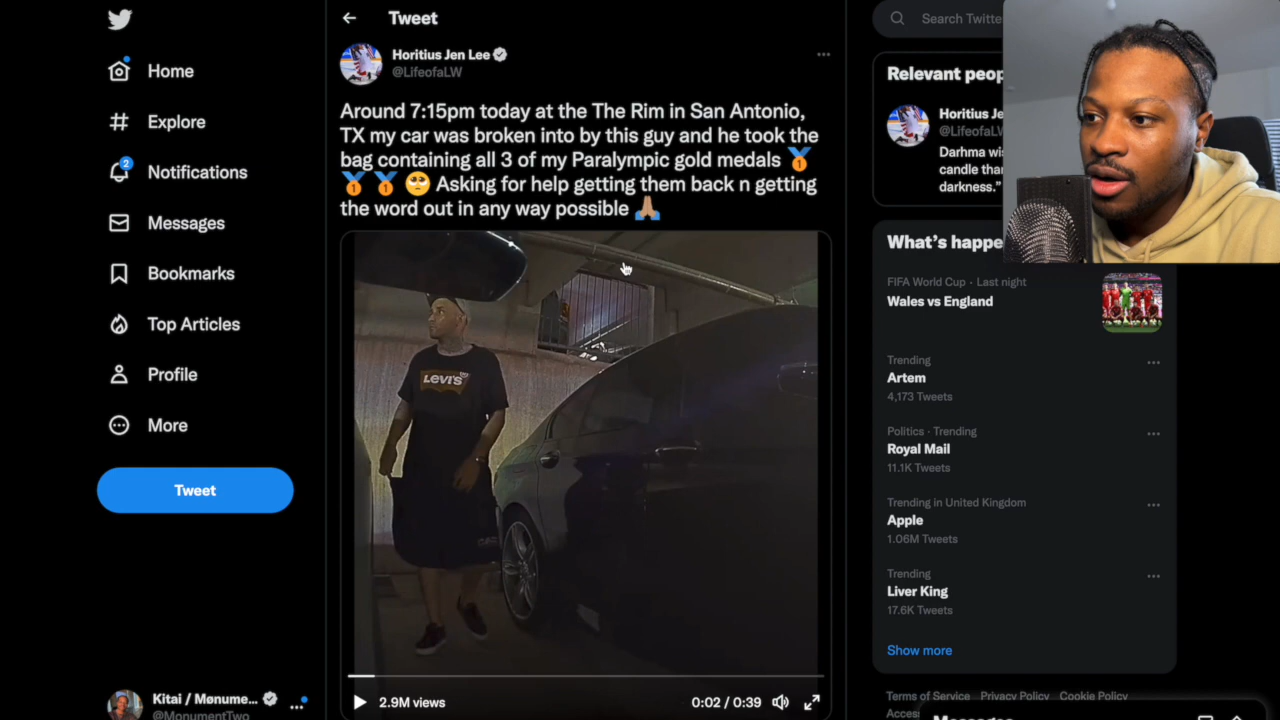 Tweet
Search Twitte
Home
Explore
2
Notifications
Messages
Bookmarks
Top Articles
Profile
More
Tweet
Kitai / Mønume...
@MonumentTwo
Horitius Jen Lee
@LifeofaLW
Around 7:15pm today at the The Rim in San Antonio,
TX my car was broken into by this guy and he took the
bag containing all 3 of my Paralympic gold medals 🥇
🥇 🥇 🥺 Asking for help getting them back n getting
the word out in any way possible 🙏🏼
LEVI'S
2.9M views
0:02 / 0:39
Relevant peop
Horitius Je
@LifeofaLW
Darhma wi
candle tha
darkness."
What's happe
FIFA World Cup · Last night
Wales vs England
Trending
Artem
4,173 Tweets
Politics · Trending
Royal Mail
11.1K Tweets
Trending in United Kingdom
Apple
1.06M Tweets
Trending
Liver King
17.6K Tweets
Show more
Terms of Service Privacy Policy Cookie Policy
Access
Messages